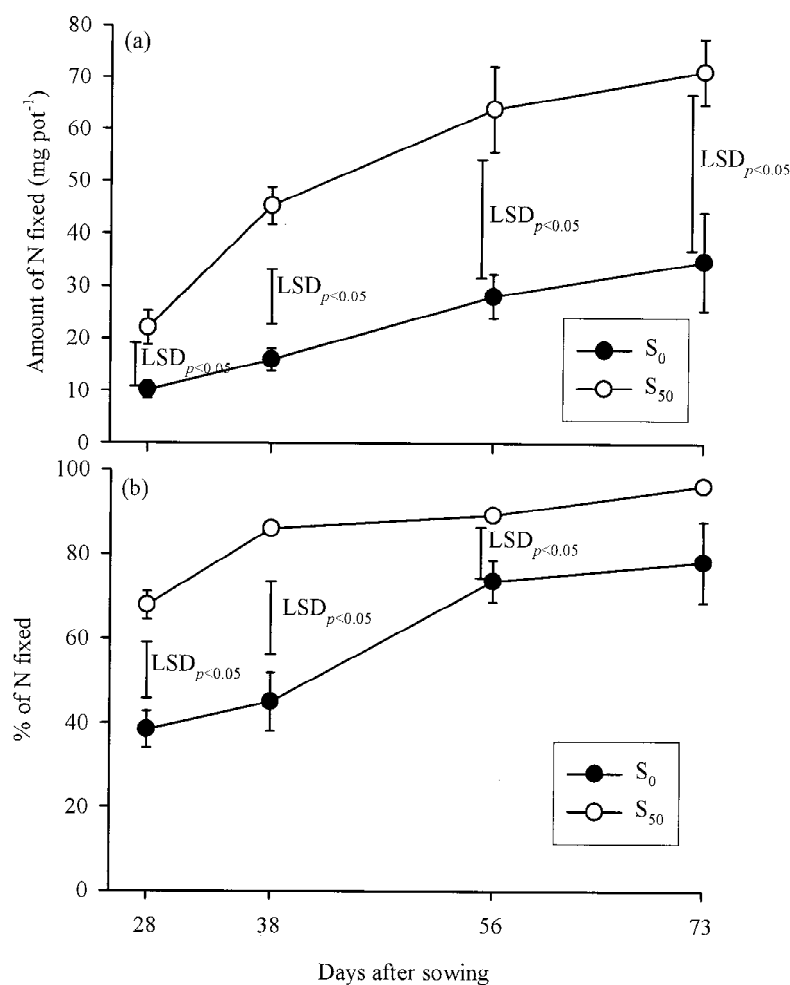 80
(a)
70
60
50
40
30
20
10
0
Amount of N fixed (mg pot⁻¹)
LSDp<0.05
LSDp<0.05
LSDp<0.05
LSDp<0.05
S₀
S₅₀
100
(b)
80
60
40
20
0
% of N fixed
LSDp<0.05
LSDp<0.05
LSDp<0.05
S₀
S₅₀
28 38 56 73
Days after sowing